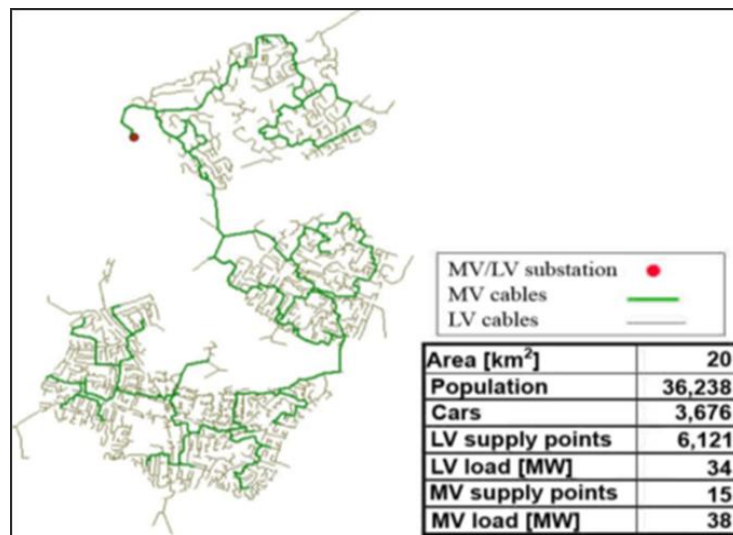 MV/LV substation
MV cables
LV cables
Area [km²] 20
Population 36,238
Cars 3,676
LV supply points 6,121
LV load [MW] 34
MV supply points 15
MV load [MW] 38